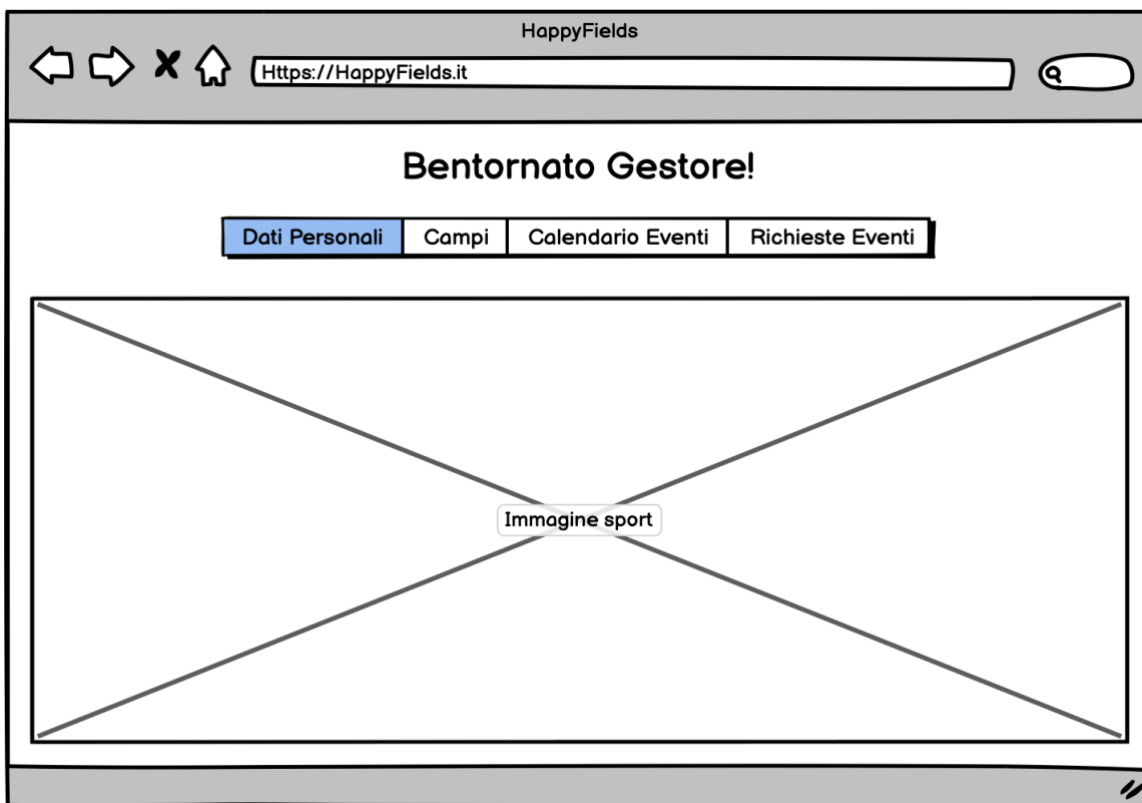 HappyFields
Https://HappyFields.it
Bentornato Gestore!
Dati Personali Campi Calendario Eventi Richieste Eventi
Immagine sport